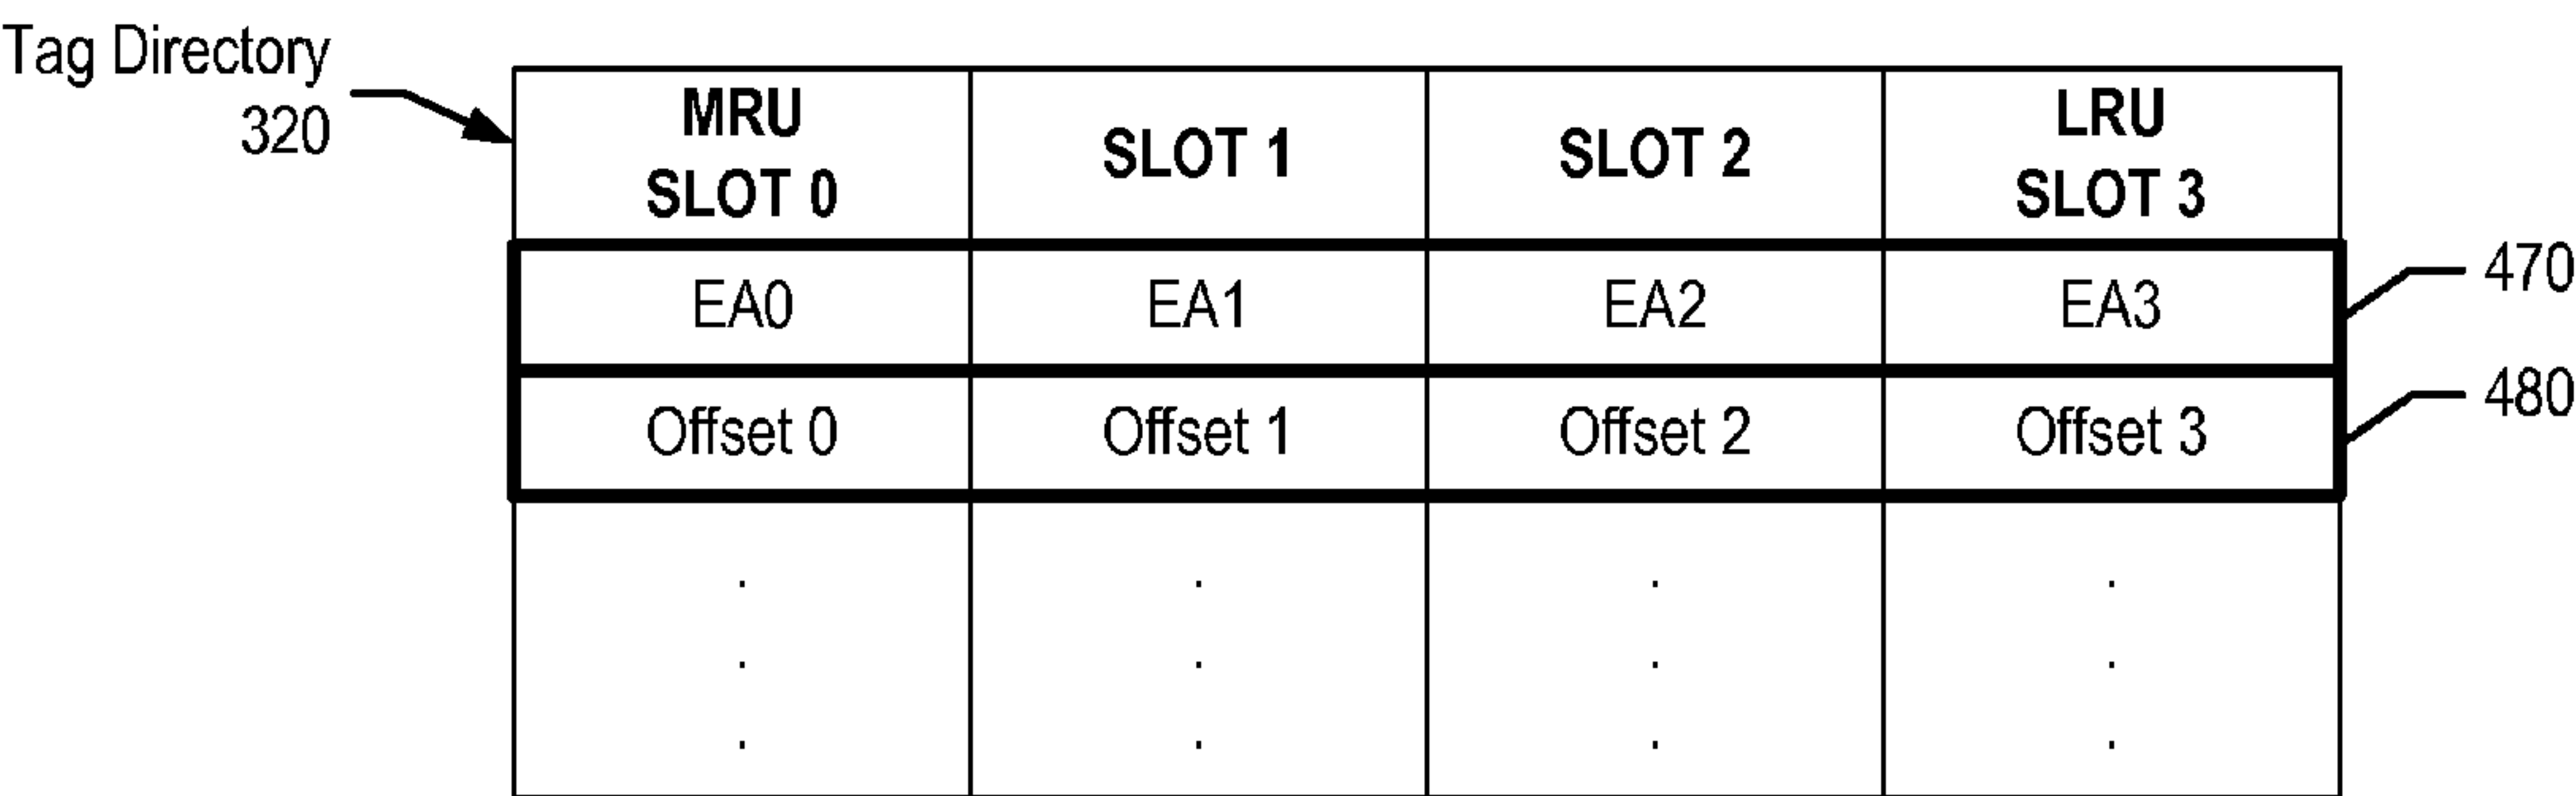 Tag Directory
320
MRU
SLOT 0
SLOT 1
SLOT 2
LRU
SLOT 3
EA0
EA1
EA2
EA3
470
Offset 0
Offset 1
Offset 2
Offset 3
480